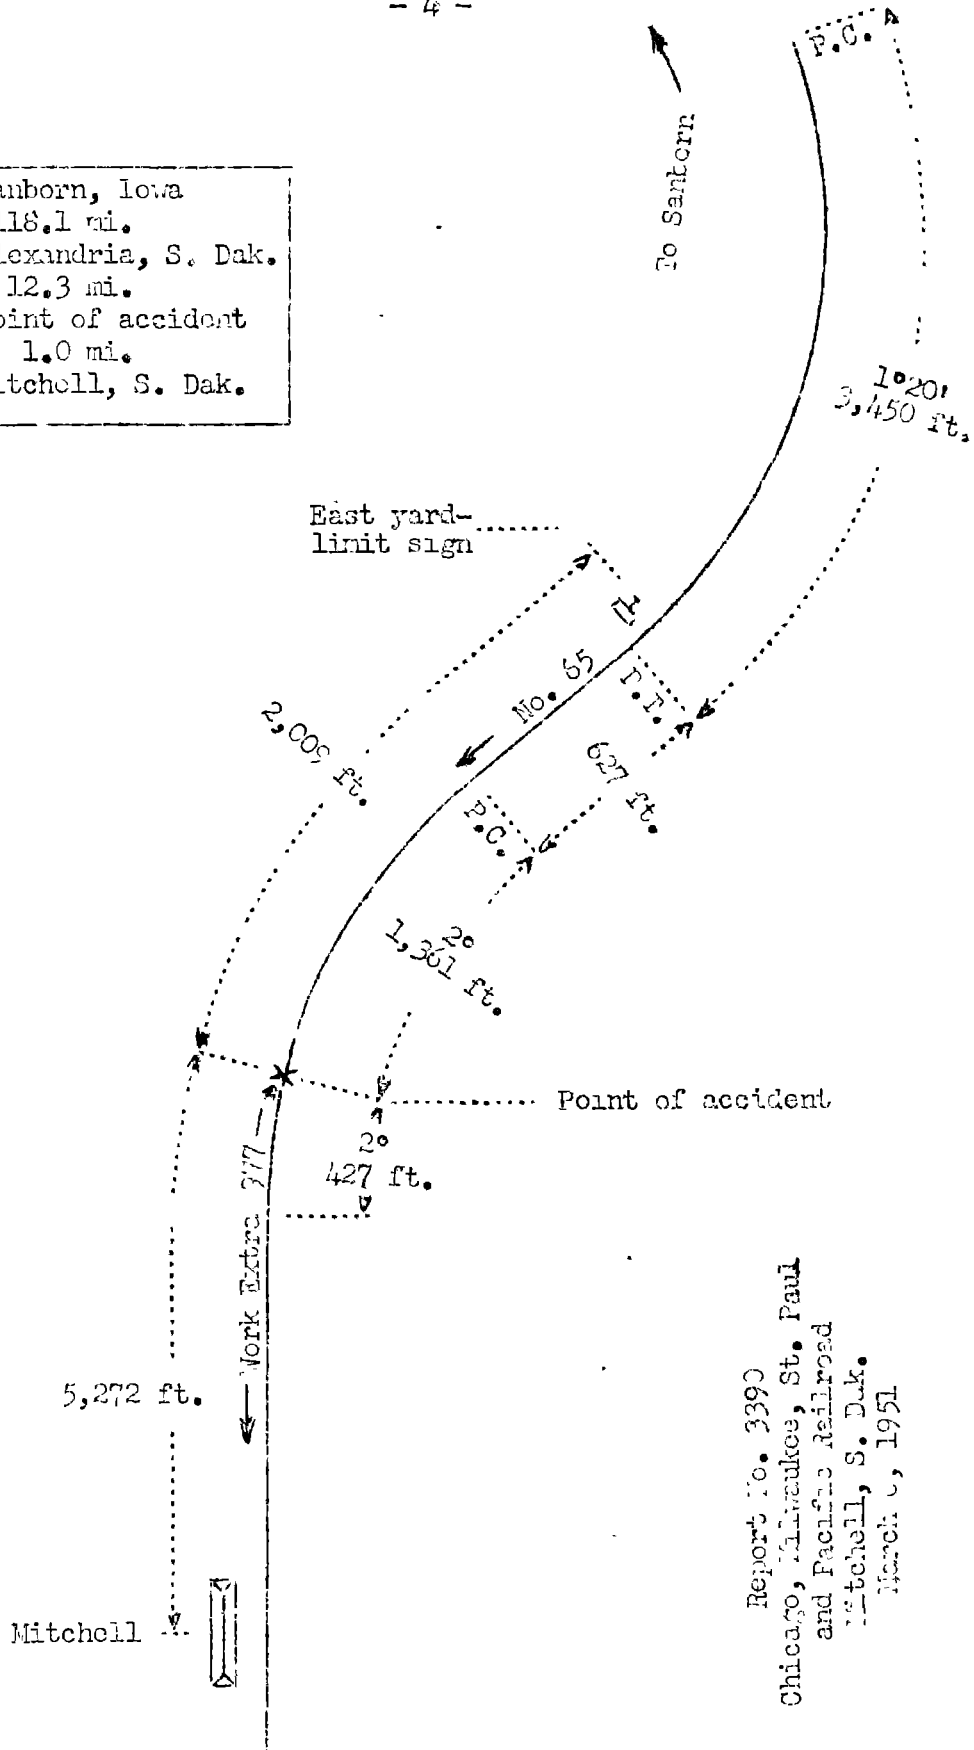 - 4 -
P.C.
To Sanborn
anborn, Iowa
118.1 mi.
lexandria, S. Dak.
12.3 mi.
oint of accident
1.0 mi.
itchell, S. Dak.
1°20'
3,450 ft.
East yard-
limit sign
No. 65
P.T.
2,009 ft.
627 ft.
P.C.
2°
1,361 ft.
Point of accident
2°
427 ft.
Work Extra 377
5,272 ft.
Mitchell
Report No. 3390
Chicago, Milwaukee, St. Paul
and Pacific Railroad
Mitchell, S. Dak.
March , 1951